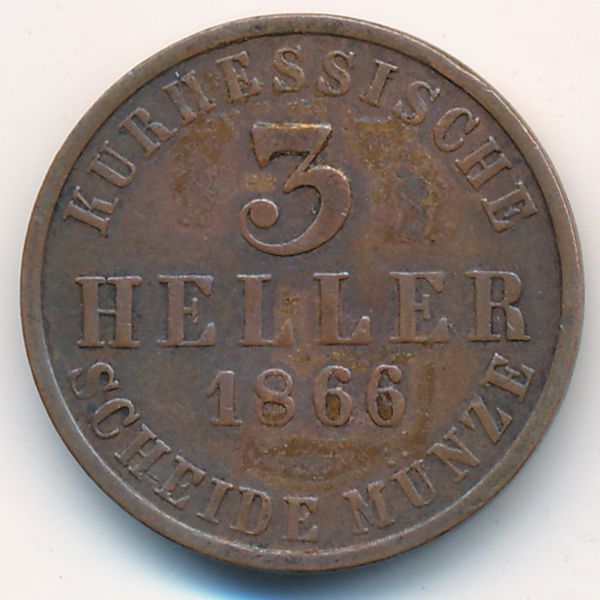 KURHESSISCHE
3
HELLER
1866
SCHEIDE MÜNZE